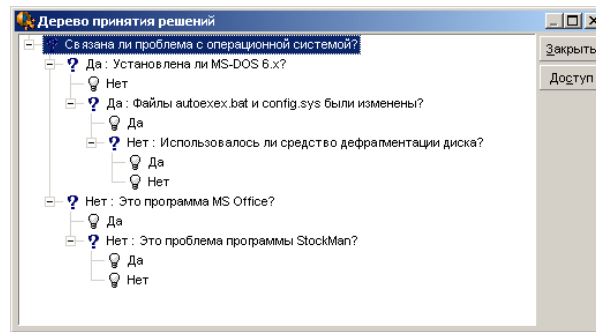 Дерево принятия решений
Связана ли проблема с операционной системой?
Закрыть
Да : Установлена ли MS-DOS 6.x?
Доступ
Нет
Да : Файлы autoexex.bat и config.sys были изменены?
Да
Нет : Использовалось ли средство дефрагментации диска?
Да
Нет
Нет : Это программа MS Office?
Да
Нет : Это проблема программы StockMan?
Да
Нет